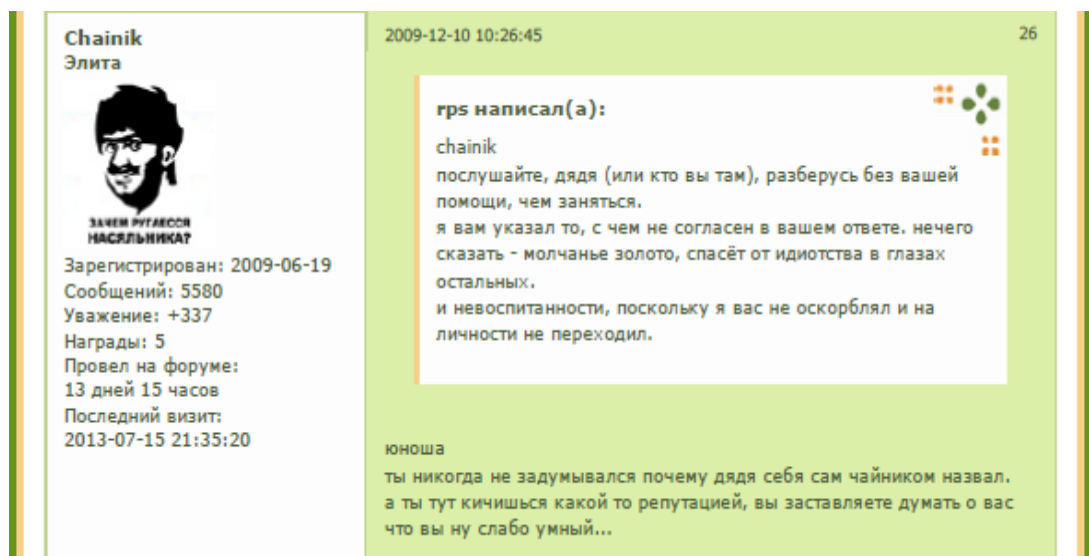 Chainik
Элита
ЗАЧЕМ РУГАЕССЯ
НАСЯЛЬНИКА?
Зарегистрирован: 2009-06-19
Сообщений: 5580
Уважение: +337
Награды: 5
Провел на форуме:
13 дней 15 часов
Последний визит:
2013-07-15 21:35:20
2009-12-10 10:26:45
26
rps написал(а):
chainik
послушайте, дядя (или кто вы там), разберусь без вашей
помощи, чем заняться.
я вам указал то, с чем не согласен в вашем ответе. нечего
сказать - молчанье золото, спасёт от идиотства в глазах
остальных.
и невоспитанности, поскольку я вас не оскорблял и на
личности не переходил.
юноша
ты никогда не задумывался почему дядя себя сам чайником назвал.
а ты тут кичишься какой то репутацией, вы заставляете думать о вас
что вы ну слабо умный...